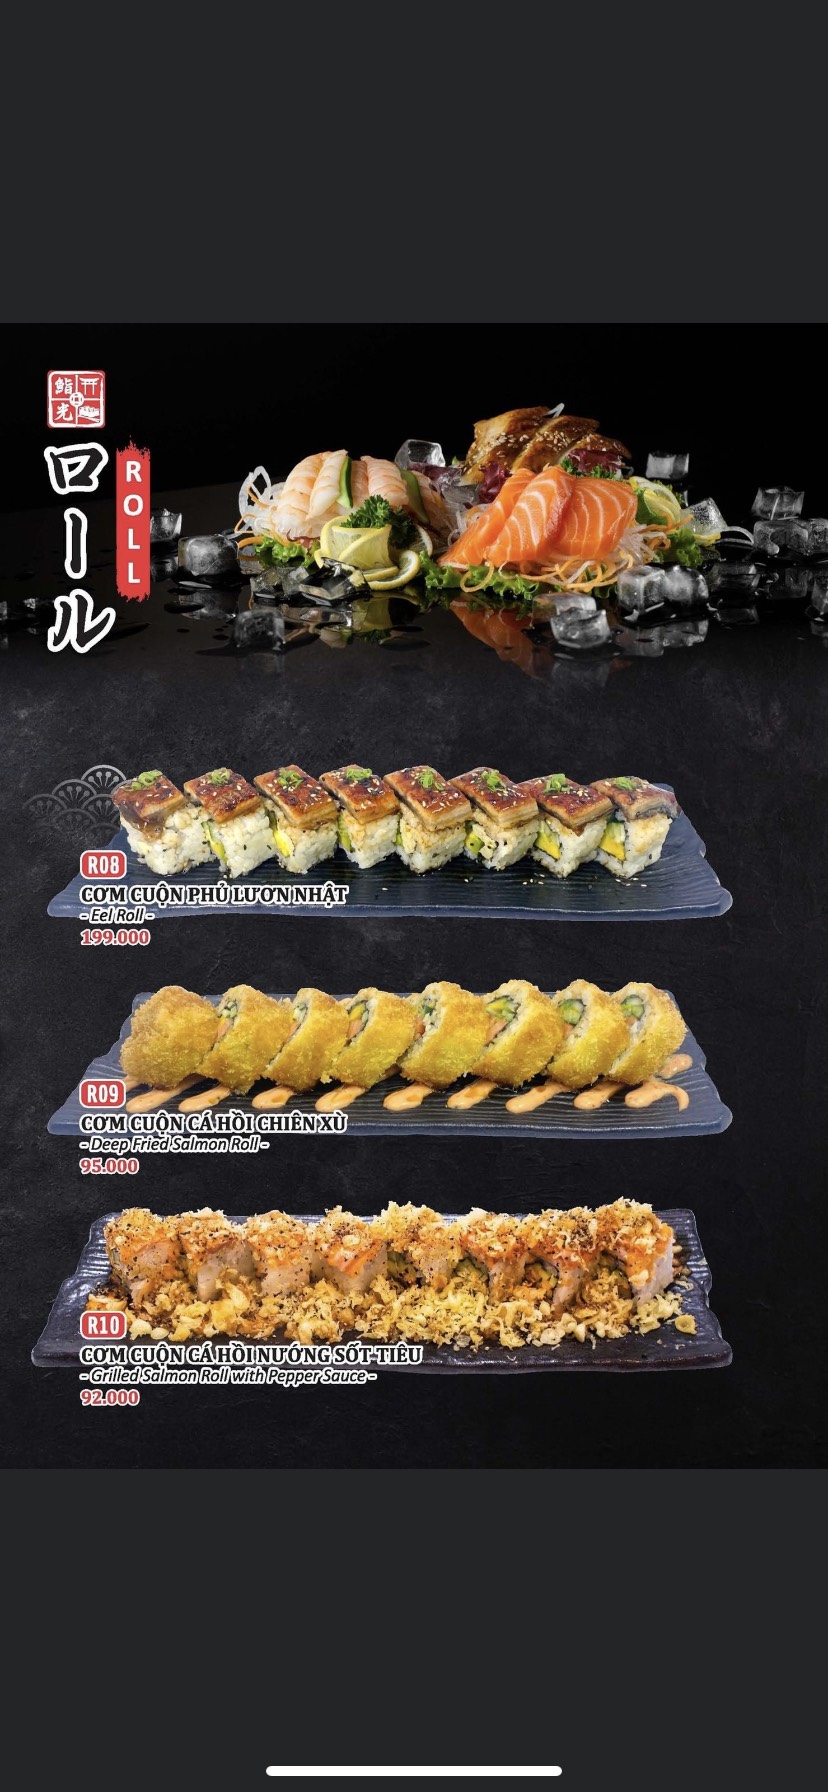 鮨
光
ロール
ROLL
R08
CƠM CUỘN PHỦ LƯƠN NHẬT
- Eel Roll -
199.000
R09
CƠM CUỘN CÁ HỒI CHIÊN XÙ
- Deep Fried Salmon Roll -
95.000
R10
CƠM CUỘN CÁ HỒI NƯỚNG SỐT TIÊU
- Grilled Salmon Roll with Pepper Sauce -
92.000